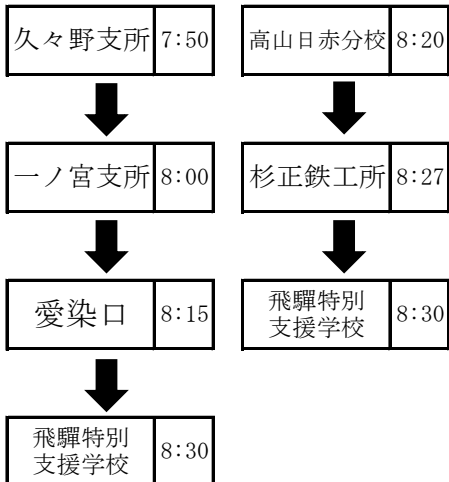 久々野支所 7:50
一ノ宮支所 8:00
愛染口 8:15
飛驒特別
支援学校 8:30
高山日赤分校 8:20
杉正鉄工所 8:27
飛驒特別
支援学校 8:30